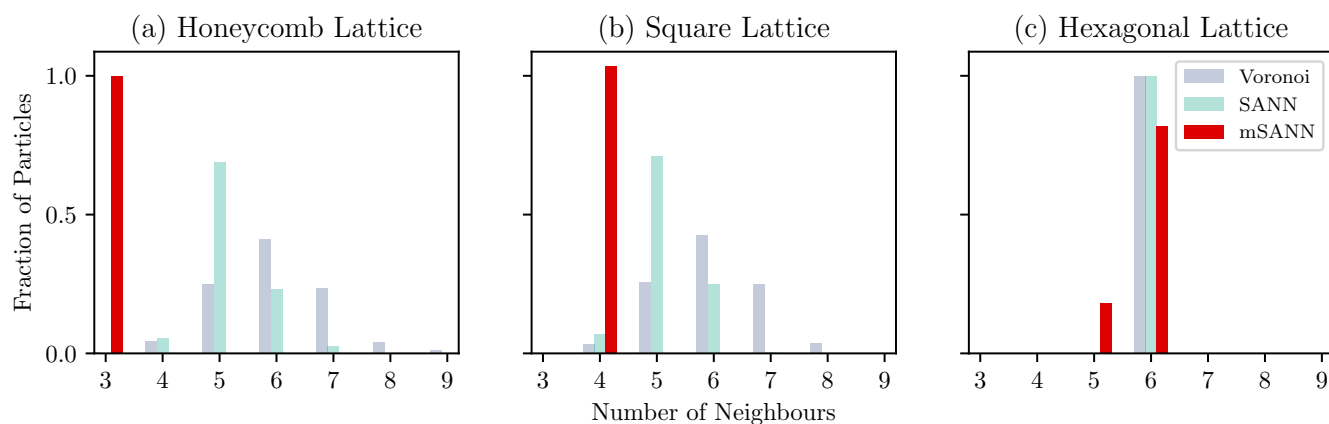 (a) Honeycomb Lattice
(b) Square Lattice
(c) Hexagonal Lattice
Fraction of Particles
1.0
0.5
0.0
3 4 5 6 7 8 9
3 4 5 6 7 8 9
3 4 5 6 7 8 9
Number of Neighbours
Voronoi
SANN
mSANN